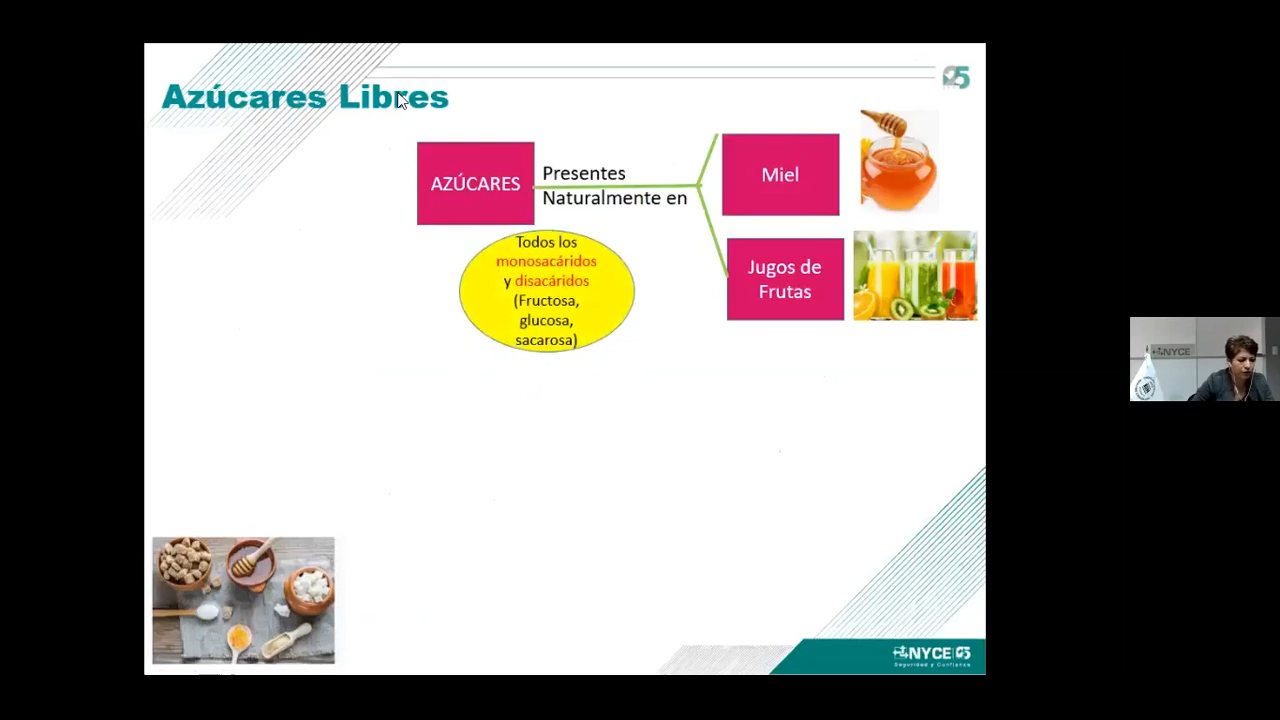 Azúcares Libres
AZÚCARES
Presentes
Naturalmente en
Miel
Todos los
monosacáridos
y disacáridos
(Fructosa,
glucosa,
sacarosa)
Jugos de
Frutas
NYCE
NYCE
Seguridad y Confianza